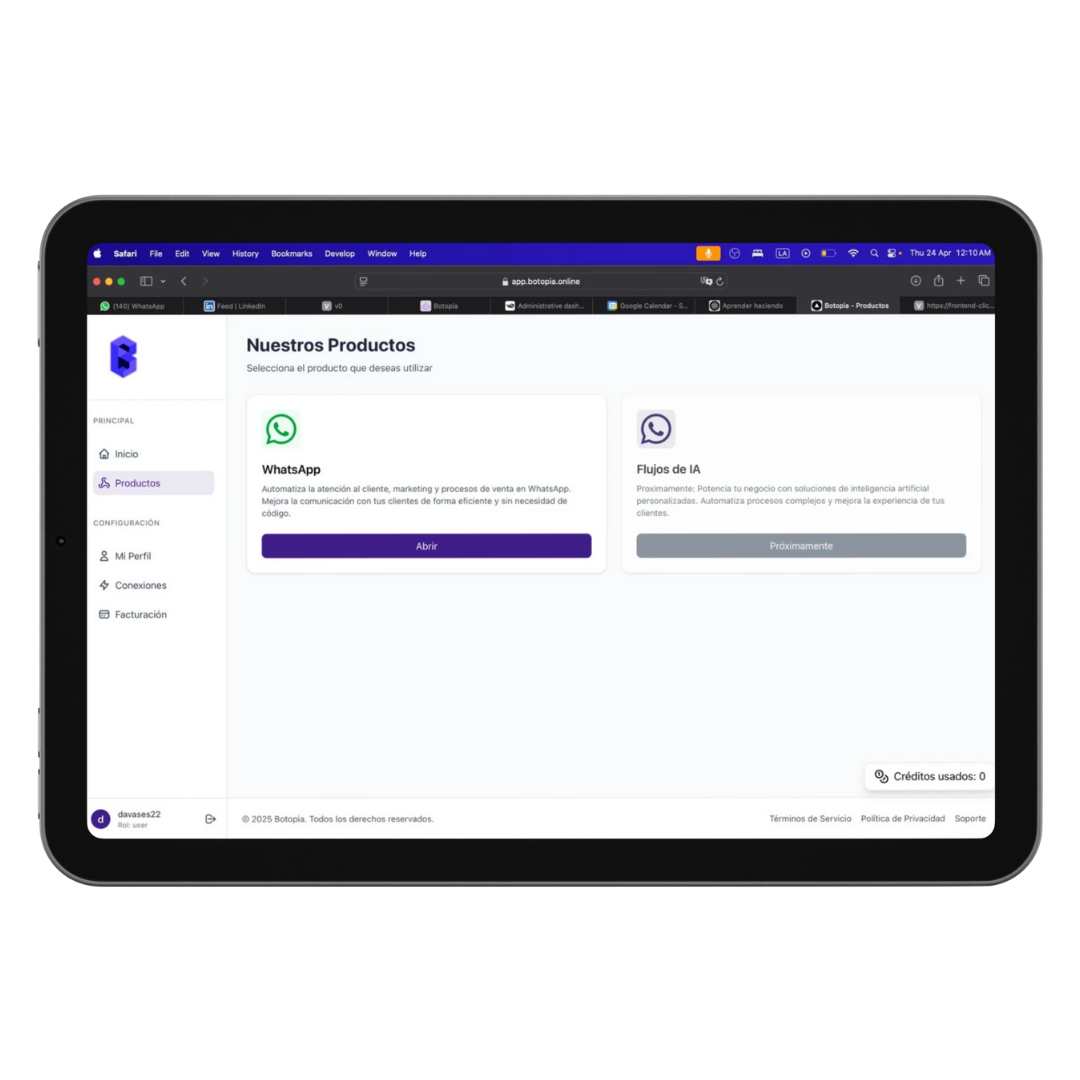 Safari File Edit View History Bookmarks Develop Window Help LA Thu 24 Apr 12:10 AM
app.botopia.online
(140) WhatsApp Feed | LinkedIn v0 Botopia Administrative dash... Google Calendar - S... Aprender haciendo Botopia - Productos https://frontend-clic...
Nuestros Productos
Selecciona el producto que deseas utilizar
PRINCIPAL
Inicio
Productos
CONFIGURACIÓN
Mi Perfil
Conexiones
Facturación
WhatsApp
Automatiza la atención al cliente, marketing y procesos de venta en WhatsApp.
Mejora la comunicación con tus clientes de forma eficiente y sin necesidad de
código.
Abrir
Flujos de IA
Proximamente: Potencia tu negocio con soluciones de inteligencia artificial
personalizadas. Automatiza procesos complejos y mejora la experiencia de tus
clientes.
Próximamente
Créditos usados: 0
d davases22
Rol: user
© 2025 Botopia. Todos los derechos reservados.
Términos de Servicio Política de Privacidad Soporte